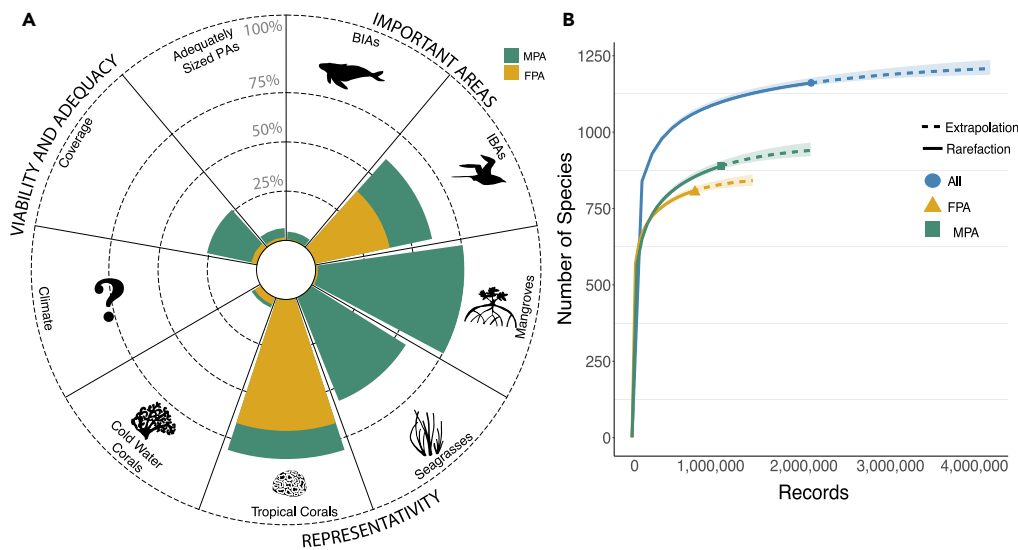 A
VIABILITY AND ADEQUACY
IMPORTANT AREAS
REPRESENTATIVITY
100%
75%
50%
25%
Adequately
Sized PAs
BIAs
IBAs
Mangroves
Seagrasses
Tropical Corals
Cold Water
Corals
Climate
?
Coverage
MPA
FPA
B
Number of Species
1250
1000
750
500
250
0
0
1,000,000
2,000,000
3,000,000
4,000,000
Records
Extrapolation
Rarefaction
All
FPA
MPA